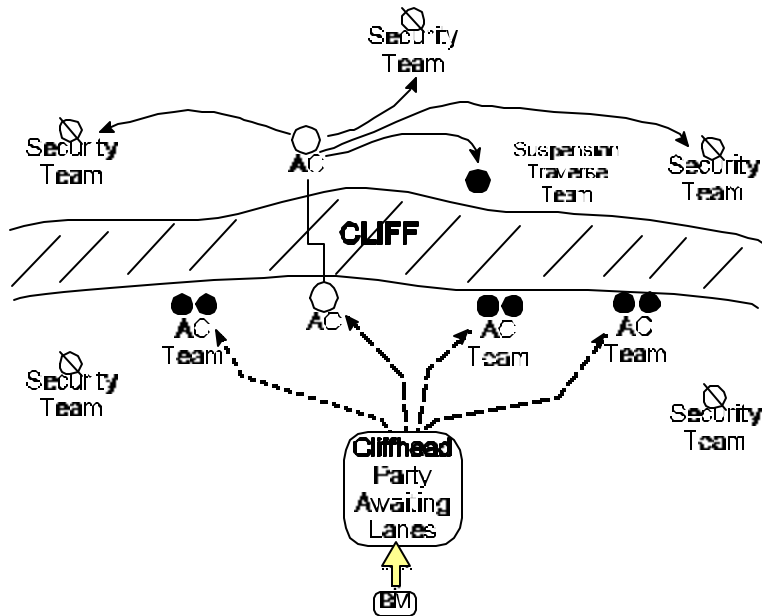 Security
Team
Security
Team
AC
Suspension
Traverse
Team
Security
Team
CLIFF
AC
Team
AC
AC
Team
AC
Team
Security
Team
Security
Team
Cliffhead
Party
Awaiting
Lanes
BM